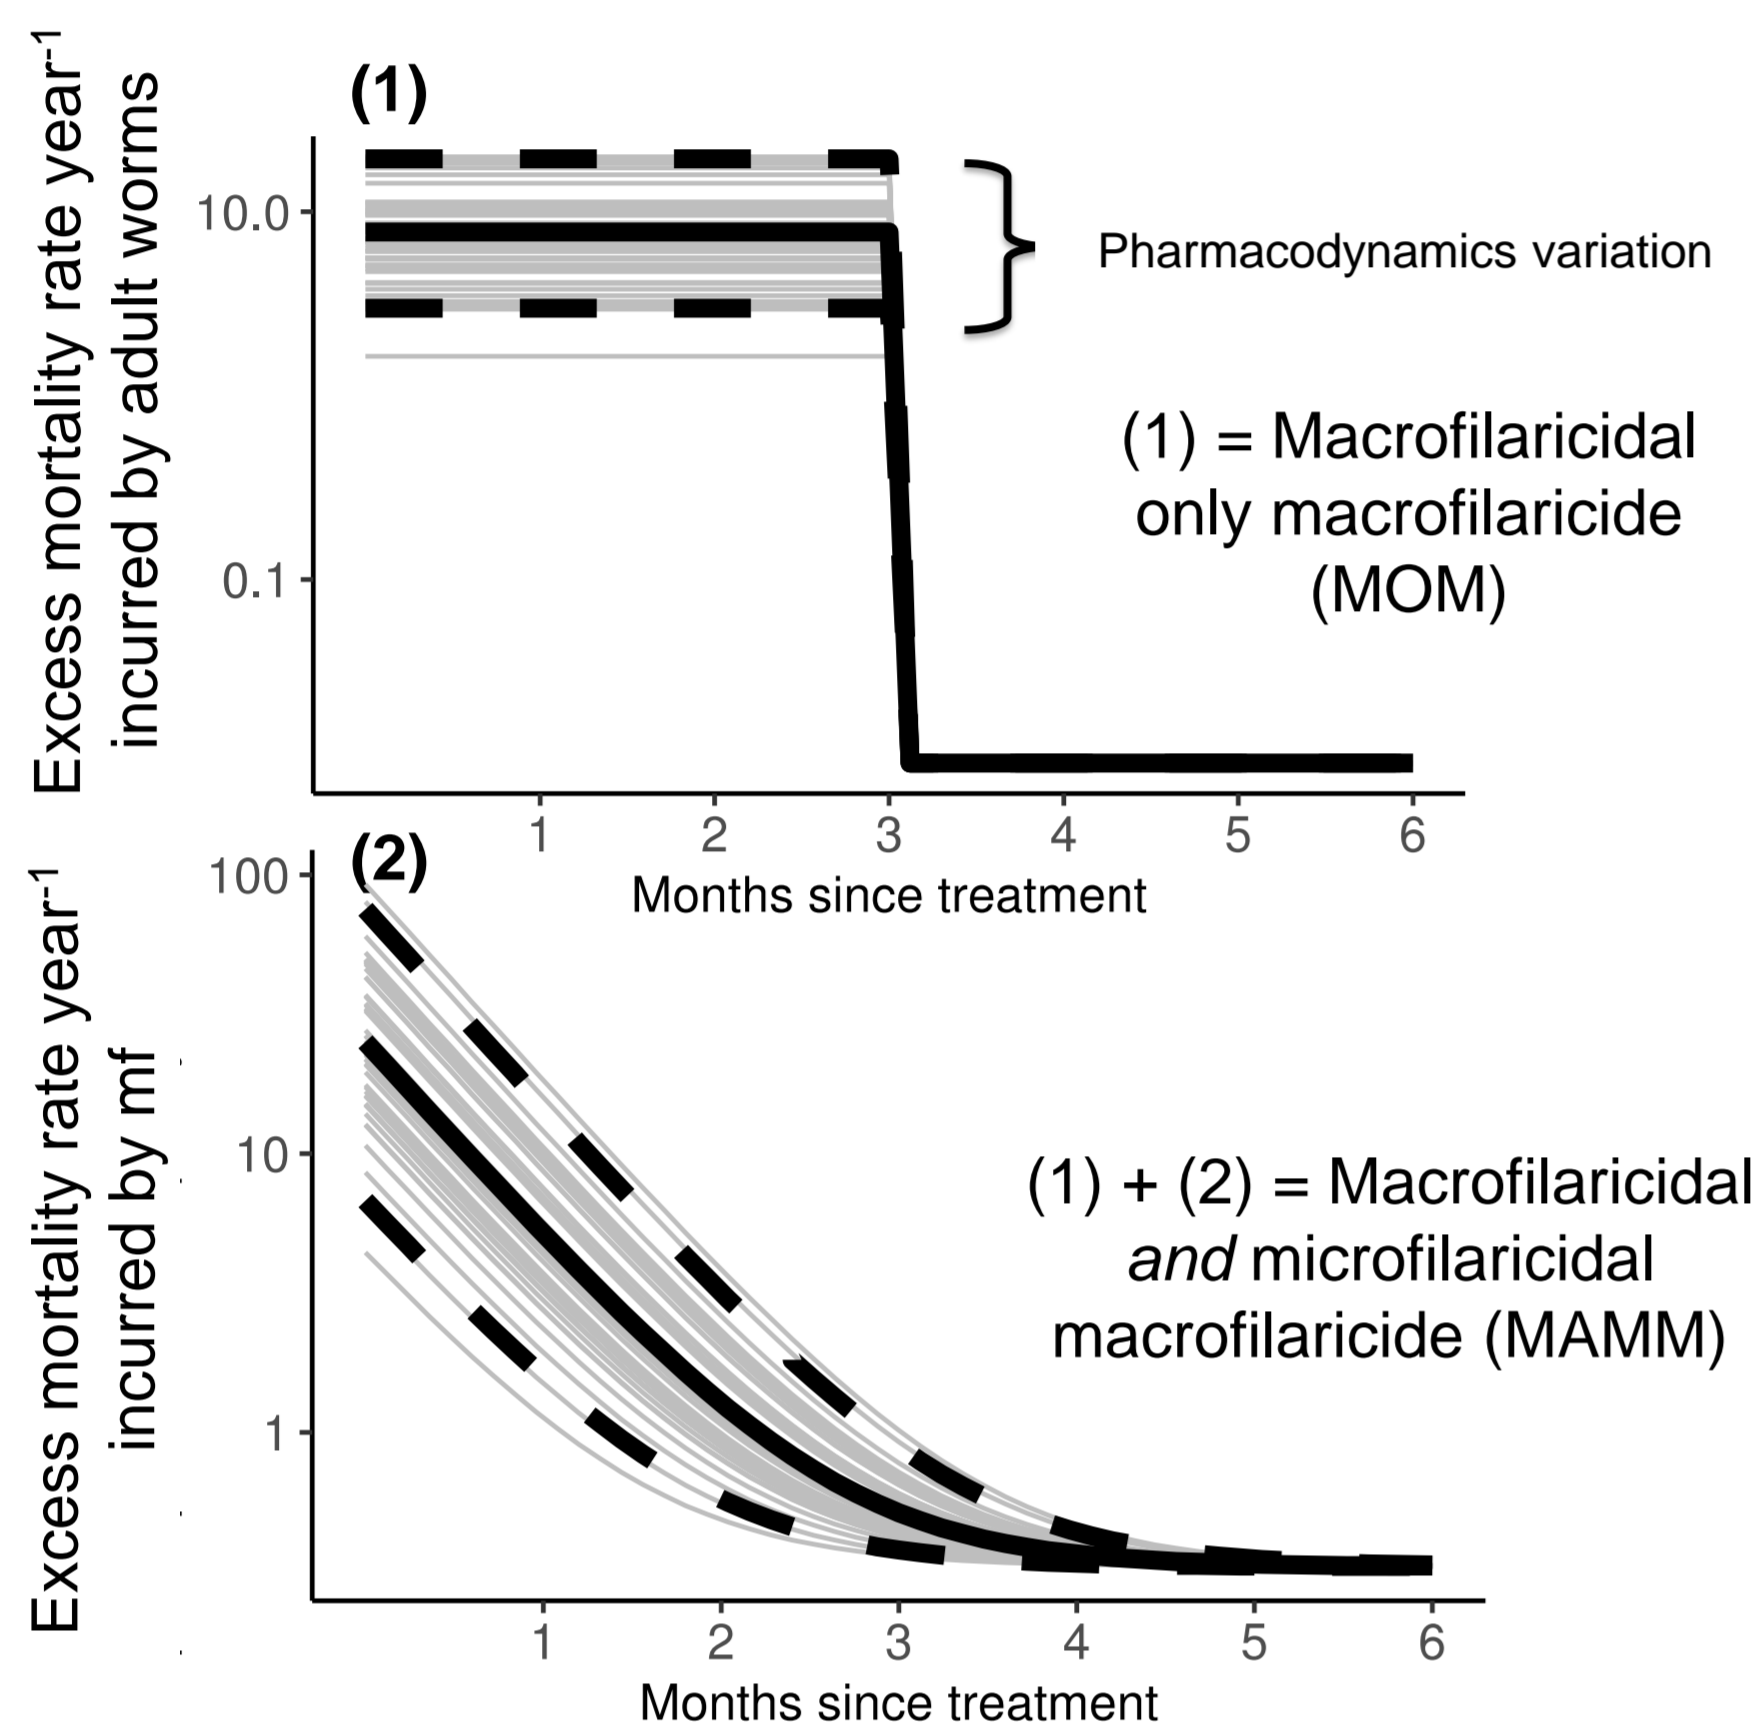 Excess mortality rate year-1
incurred by adult worms
(1)
10.0
0.1
Pharmacodynamics variation
(1) = Macrofilaricidal
only macrofilaricide
(MOM)
1 2 3 4 5 6
Months since treatment
Excess mortality rate year-1
incurred by mf
(2)
100
10
1
(1) + (2) = Macrofilaricidal
and microfilaricidal
macrofilaricide (MAMM)
1 2 3 4 5 6
Months since treatment